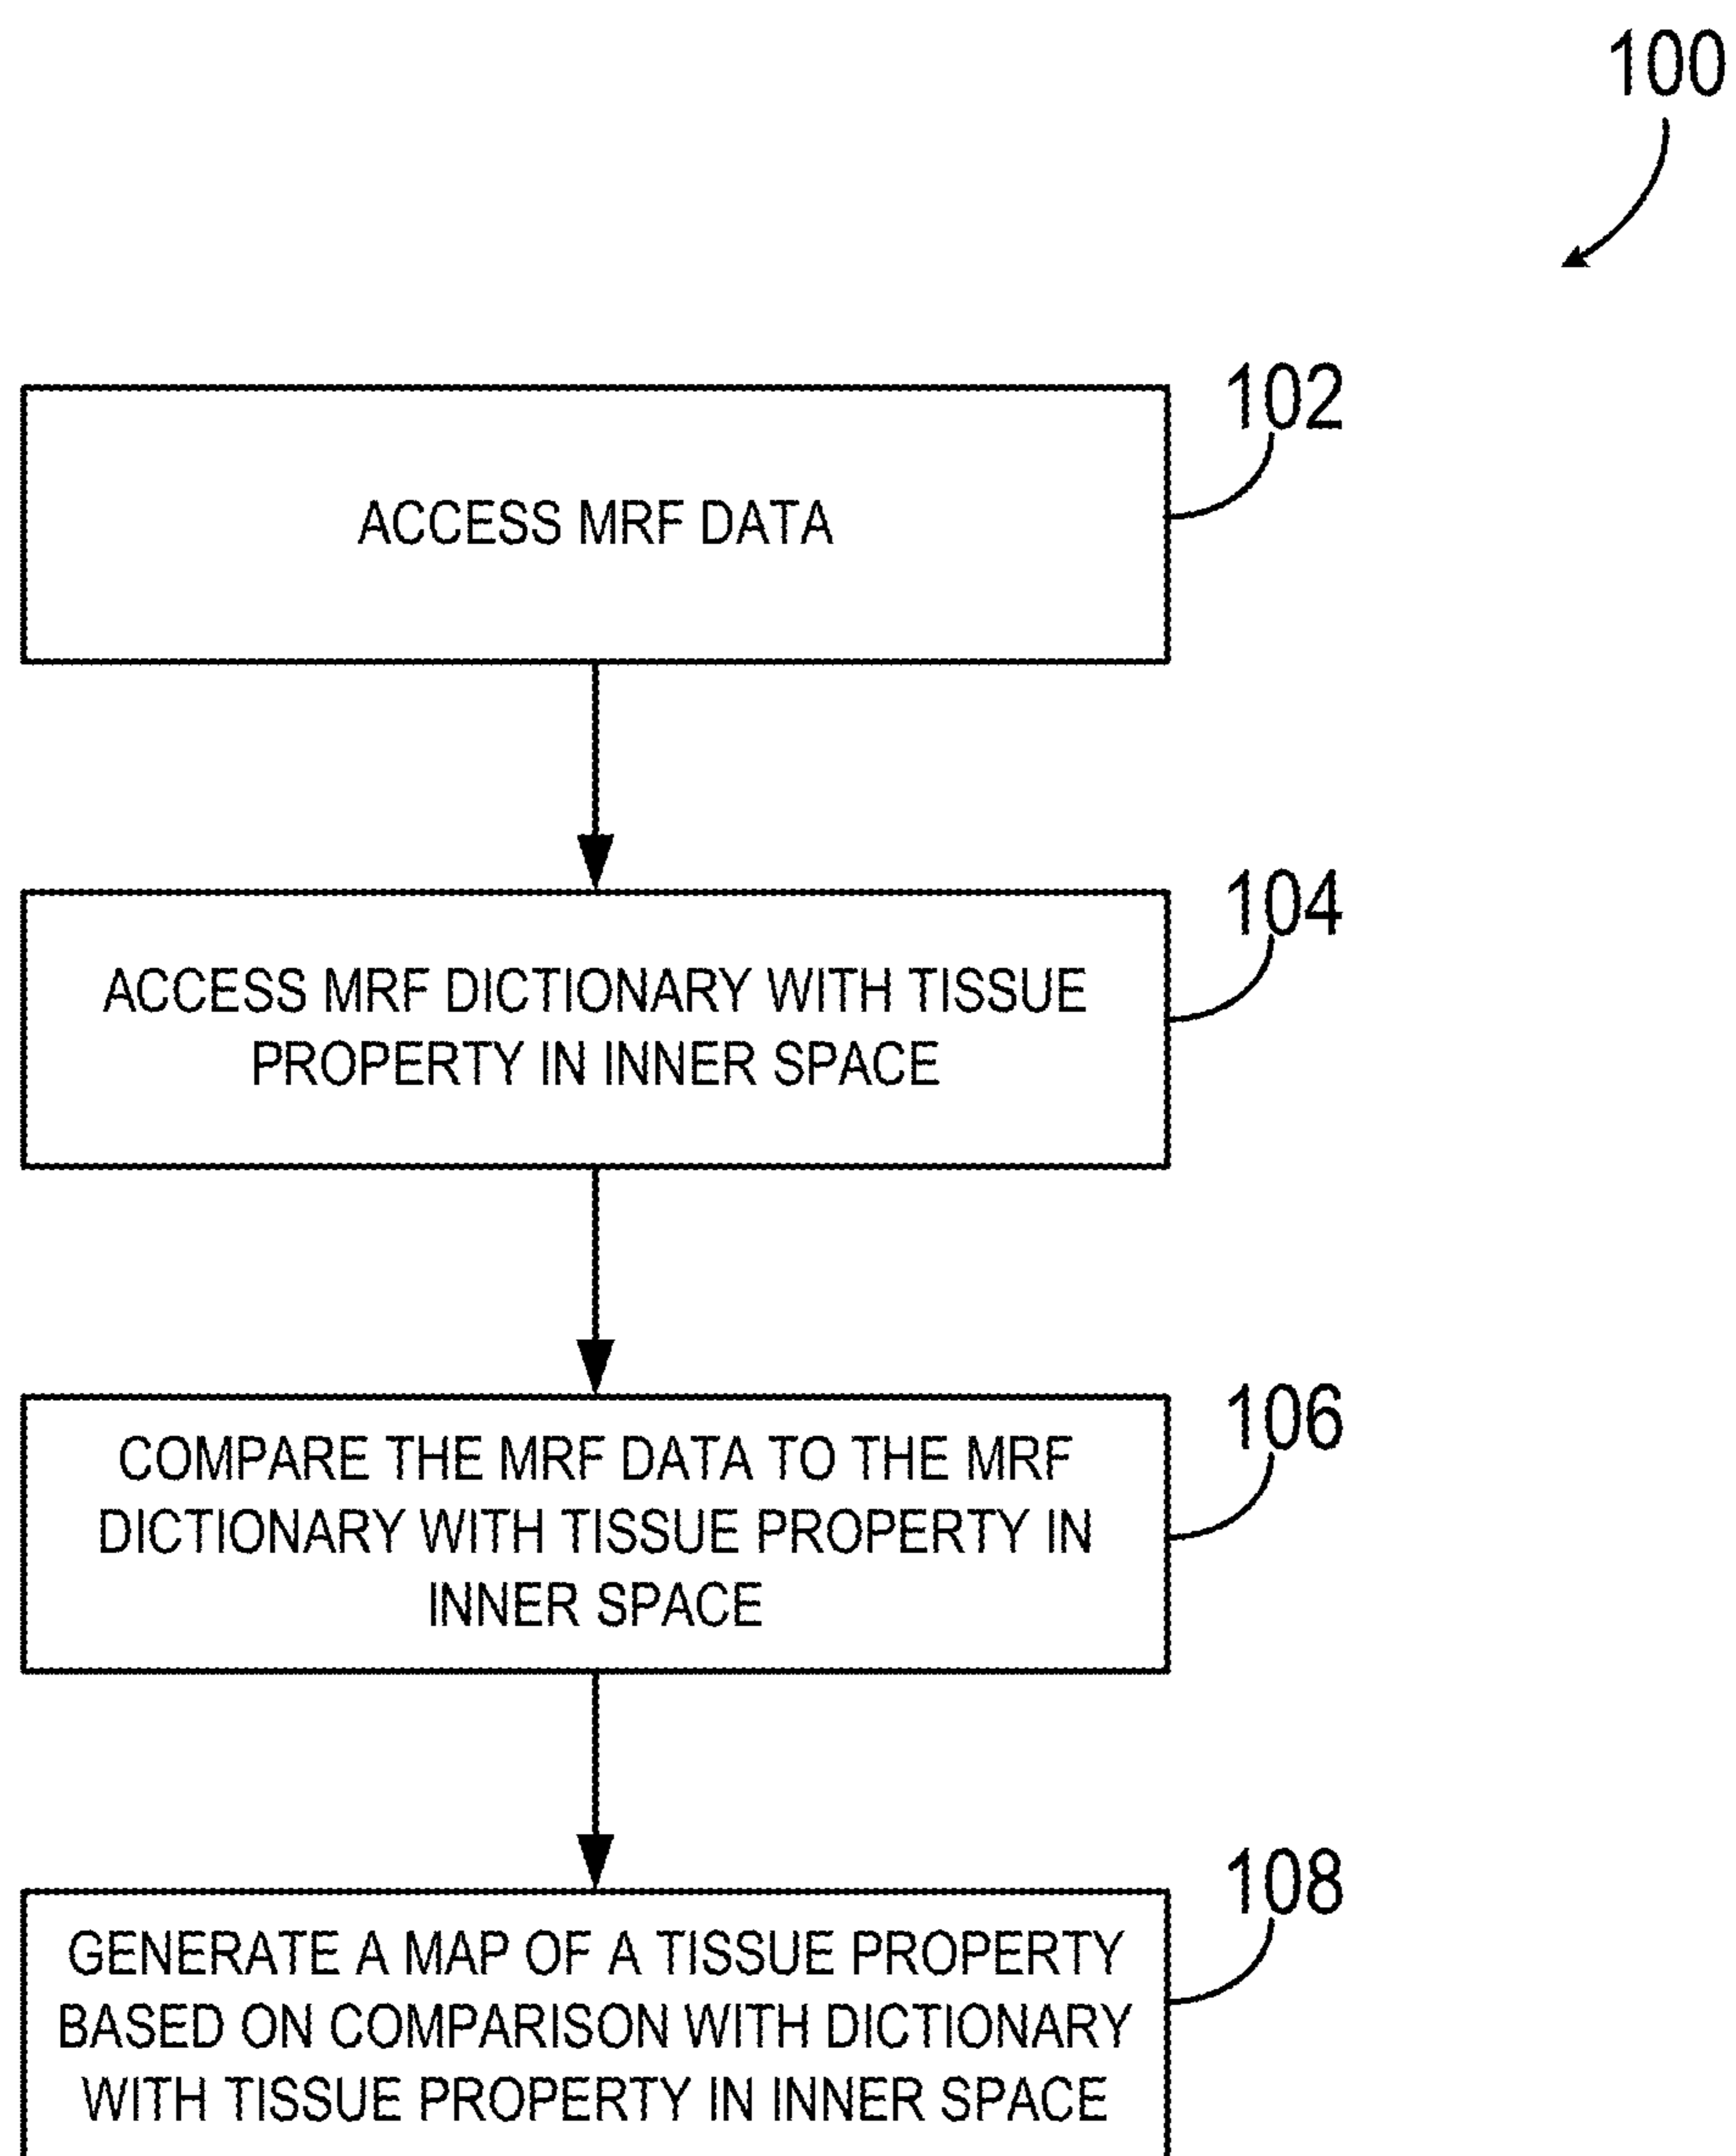 100
102
ACCESS MRF DATA
104
ACCESS MRF DICTIONARY WITH TISSUE
PROPERTY IN INNER SPACE
106
COMPARE THE MRF DATA TO THE MRF
DICTIONARY WITH TISSUE PROPERTY IN
INNER SPACE
108
GENERATE A MAP OF A TISSUE PROPERTY
BASED ON COMPARISON WITH DICTIONARY
WITH TISSUE PROPERTY IN INNER SPACE